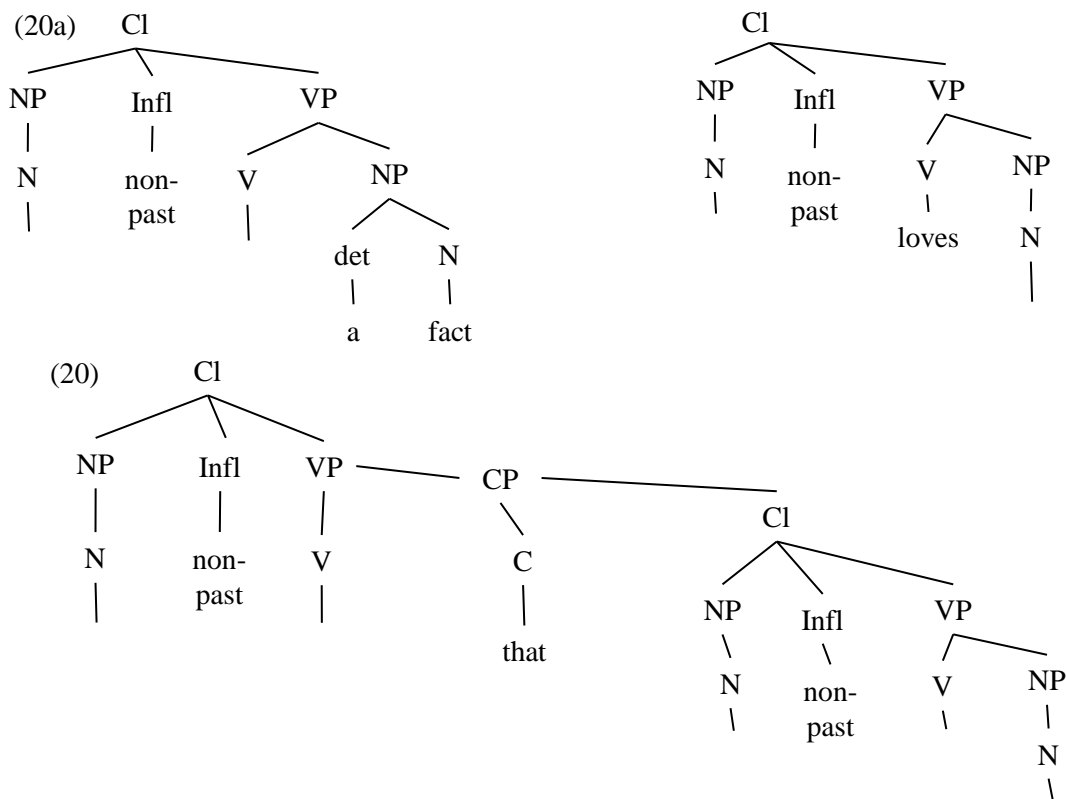 (20a) Cl
NP Infl VP
N non-past V NP
det N
a fact
Cl
NP Infl VP
N non-past V NP
loves N
(20) Cl
NP Infl VP CP
Cl
N non-past V C
NP Infl VP
that
N non-past V NP
N